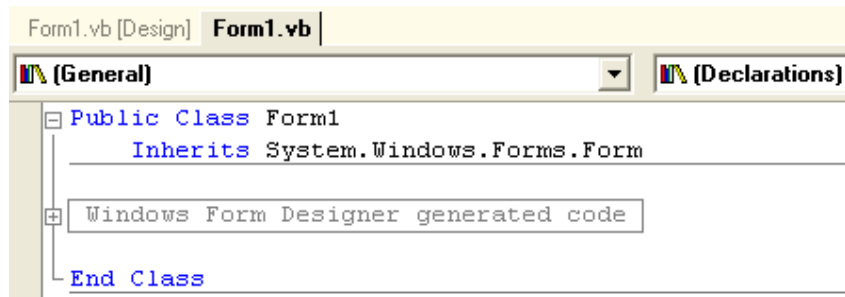 Form1.vb [Design] Form1.vb
(General) (Declarations)
Public Class Form1
Inherits System.Windows.Forms.Form
Windows Form Designer generated code
End Class